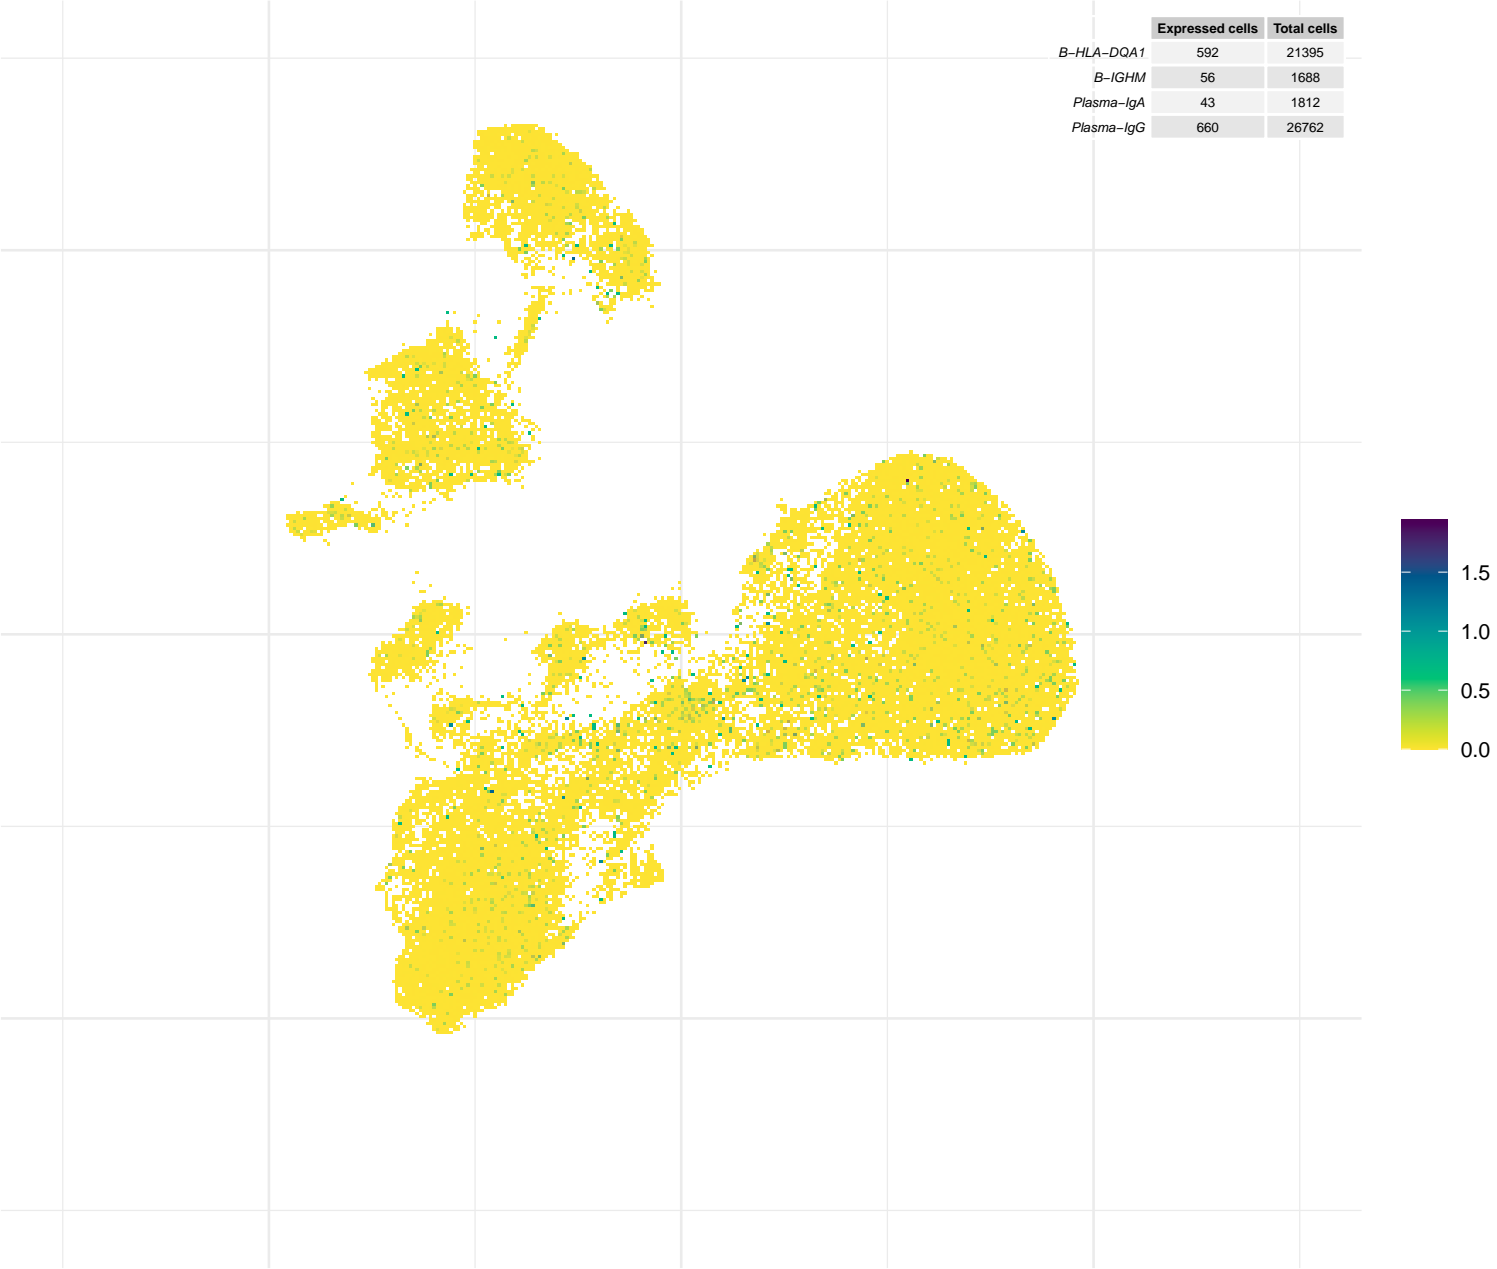 Expressed cells Total cells
B−HLA−DQA1 592 21395
B−IGHM 56 1688
Plasma−IgA 43 1812
Plasma−IgG 660 26762
1.5
1.0
0.5
0.0